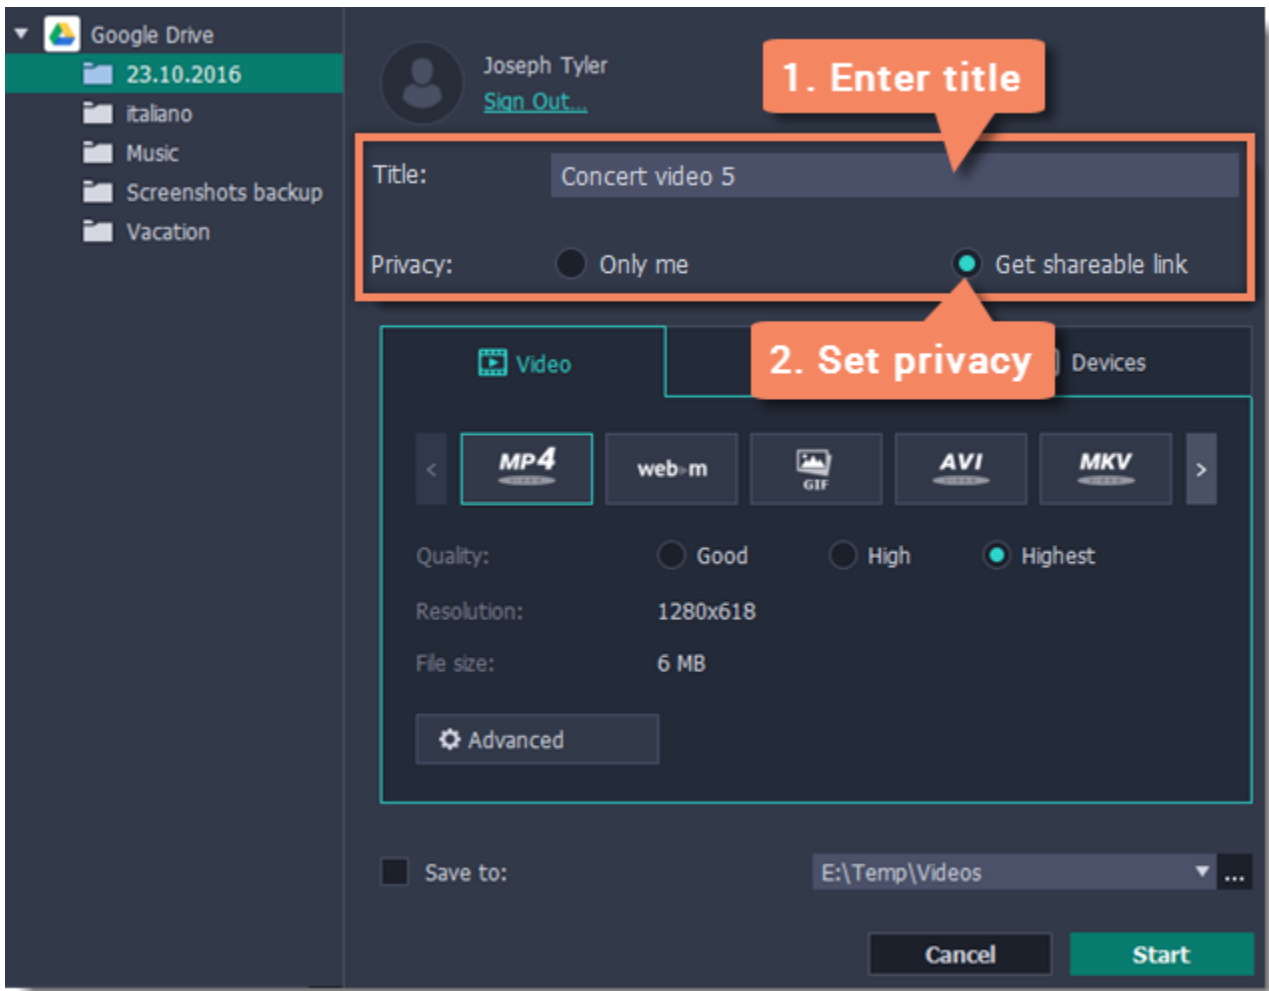 Google Drive
23.10.2016
italiano
Music
Screenshots backup
Vacation
Joseph Tyler
Sign Out...
1. Enter title
Title: Concert video 5
Privacy: Only me Get shareable link
2. Set privacy
Video Devices
< MP4 web m GIF AVI MKV >
Quality: Good High Highest
Resolution: 1280x618
File size: 6 MB
Advanced
Save to: E:\Temp\Videos ...
Cancel Start